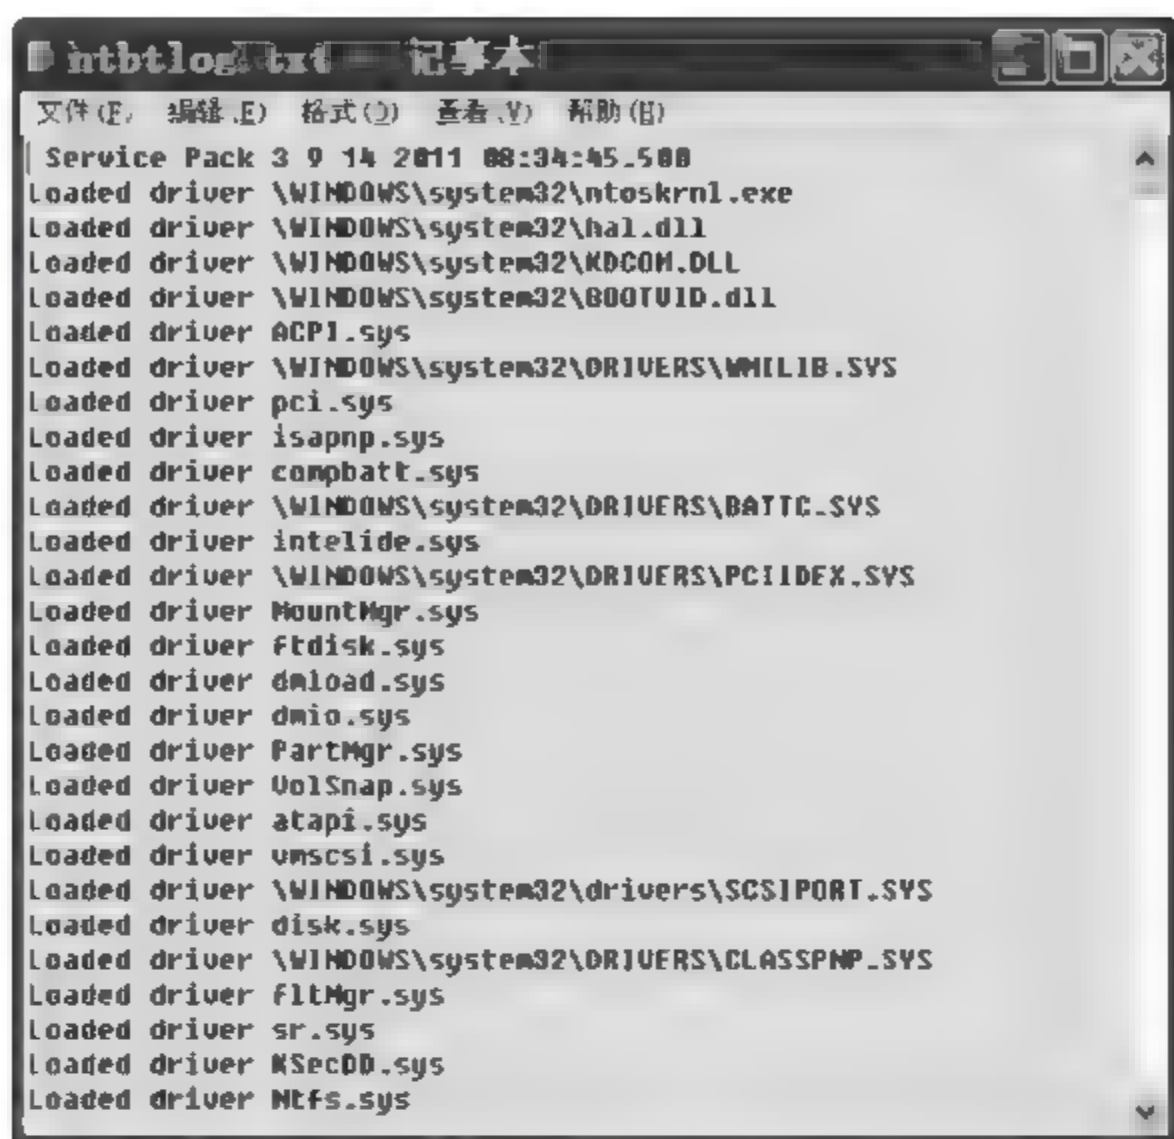 ntbtlog.txt - 记事本
文件(F) 编辑(E) 格式(O) 查看(V) 帮助(H)
Service Pack 3 9 14 2011 08:34:45.500
Loaded driver \WINDOWS\system32\ntoskrnl.exe
Loaded driver \WINDOWS\system32\hal.dll
Loaded driver \WINDOWS\system32\KDCOM.DLL
Loaded driver \WINDOWS\system32\BOOTVID.dll
Loaded driver ACPI.sys
Loaded driver \WINDOWS\system32\DRIVERS\WMILIB.SYS
Loaded driver pci.sys
Loaded driver isapnp.sys
Loaded driver compbatt.sys
Loaded driver \WINDOWS\system32\DRIVERS\BATTC.SYS
Loaded driver intelide.sys
Loaded driver \WINDOWS\system32\DRIVERS\PCIIDEX.SYS
Loaded driver MountMgr.sys
Loaded driver ftdisk.sys
Loaded driver dmload.sys
Loaded driver dmio.sys
Loaded driver PartMgr.sys
Loaded driver VolSnap.sys
Loaded driver atapi.sys
Loaded driver vmscsi.sys
Loaded driver \WINDOWS\system32\drivers\SCSIPORT.SYS
Loaded driver disk.sys
Loaded driver \WINDOWS\system32\DRIVERS\CLASSPNP.SYS
Loaded driver fltMgr.sys
Loaded driver sr.sys
Loaded driver KSecDD.sys
Loaded driver Ntfs.sys